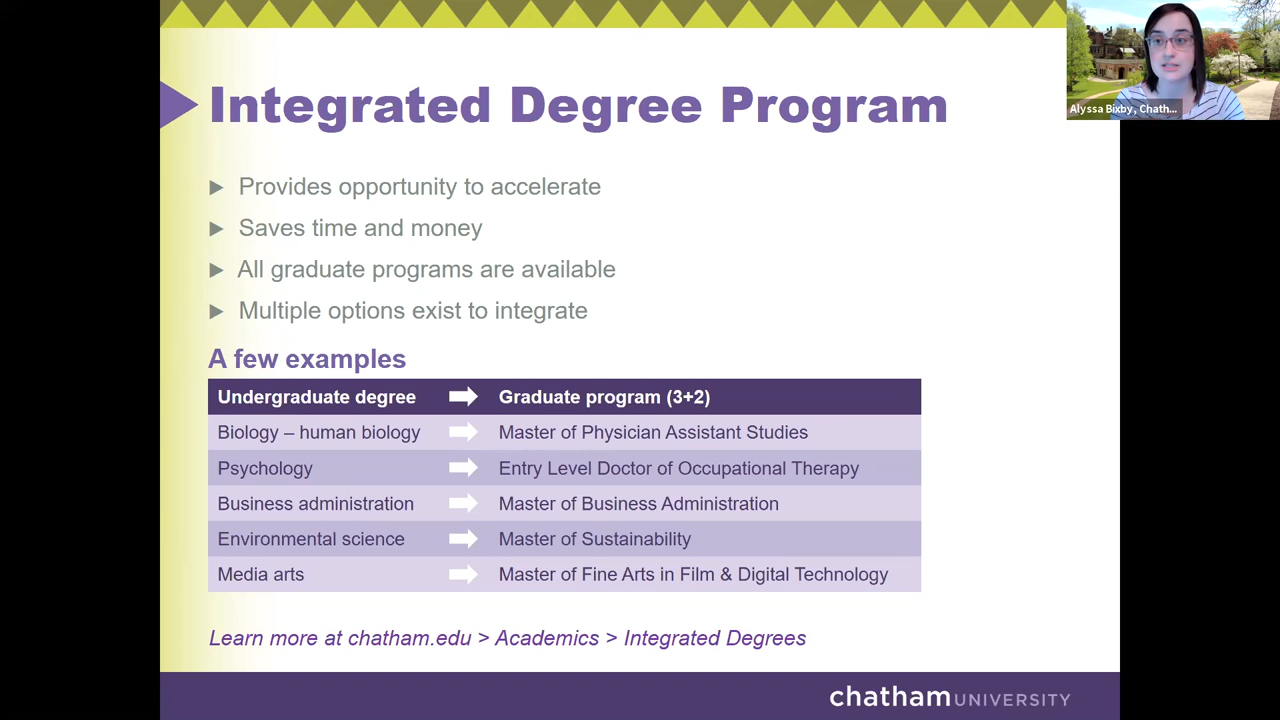 Alyssa Bixby, Chath...
Integrated Degree Program
Provides opportunity to accelerate
Saves time and money
All graduate programs are available
Multiple options exist to integrate
A few examples
Undergraduate degree Graduate program (3+2)
Biology – human biology Master of Physician Assistant Studies
Psychology Entry Level Doctor of Occupational Therapy
Business administration Master of Business Administration
Environmental science Master of Sustainability
Media arts Master of Fine Arts in Film & Digital Technology
Learn more at chatham.edu > Academics > Integrated Degrees
chatham UNIVERSITY